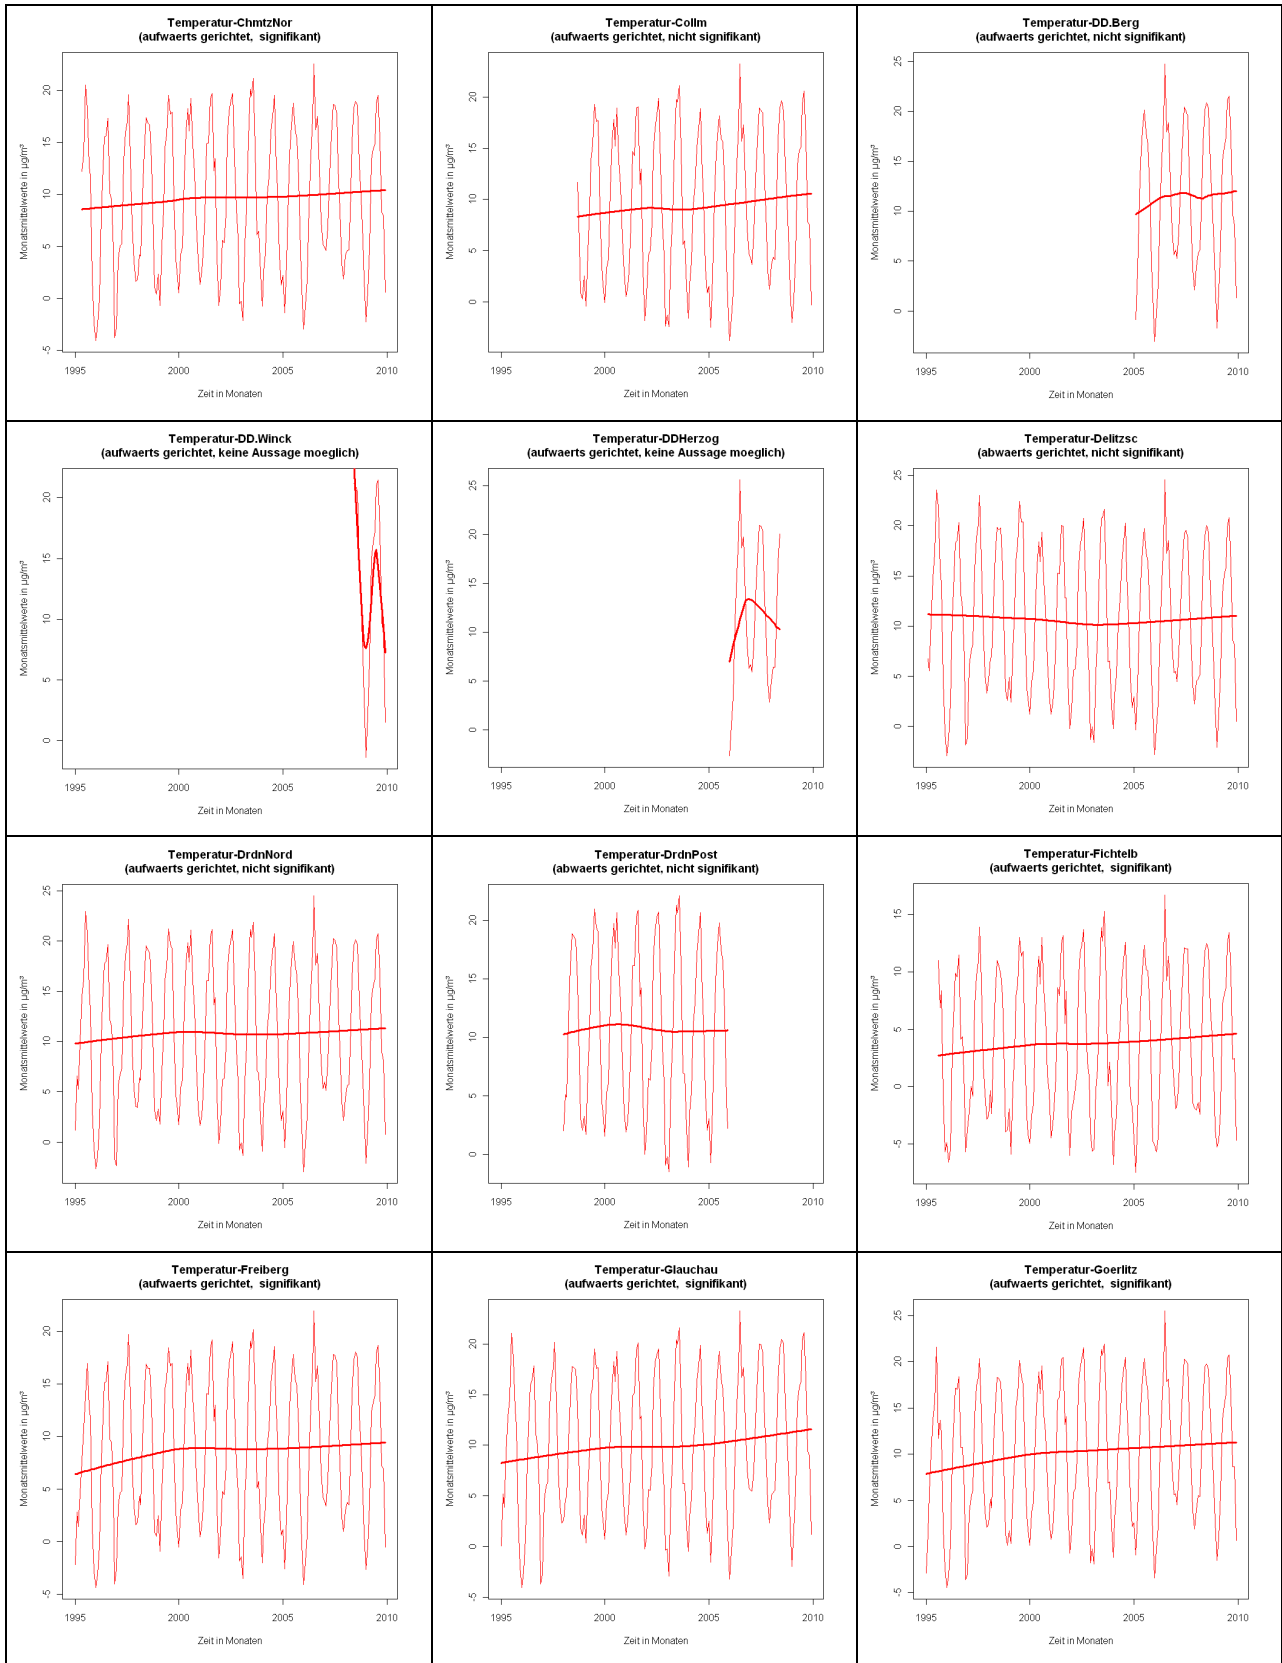 Temperatur-ChmtzNor
(aufwaerts gerichtet,  signifikant)
Monatsmittelwerte in µg/m³
-5 0 5 10 15 20
1995 2000 2005 2010
Zeit in Monaten
Temperatur-Collm
(aufwaerts gerichtet, nicht signifikant)
Monatsmittelwerte in µg/m³
0 5 10 15 20
1995 2000 2005 2010
Zeit in Monaten
Temperatur-DD.Berg
(aufwaerts gerichtet, nicht signifikant)
Monatsmittelwerte in µg/m³
0 5 10 15 20 25
1995 2000 2005 2010
Zeit in Monaten
Temperatur-DD.Winck
(aufwaerts gerichtet, keine Aussage moeglich)
Monatsmittelwerte in µg/m³
0 5 10 15 20
1995 2000 2005 2010
Zeit in Monaten
Temperatur-DDHerzog
(aufwaerts gerichtet, keine Aussage moeglich)
Monatsmittelwerte in µg/m³
0 5 10 15 20 25
1995 2000 2005 2010
Zeit in Monaten
Temperatur-Delitzsc
(abwaerts gerichtet, nicht signifikant)
Monatsmittelwerte in µg/m³
0 5 10 15 20 25
1995 2000 2005 2010
Zeit in Monaten
Temperatur-DrdnNord
(aufwaerts gerichtet, nicht signifikant)
Monatsmittelwerte in µg/m³
0 5 10 15 20 25
1995 2000 2005 2010
Zeit in Monaten
Temperatur-DrdnPost
(abwaerts gerichtet, nicht signifikant)
Monatsmittelwerte in µg/m³
0 5 10 15 20
1995 2000 2005 2010
Zeit in Monaten
Temperatur-Fichtelb
(aufwaerts gerichtet,  signifikant)
Monatsmittelwerte in µg/m³
-5 0 5 10 15
1995 2000 2005 2010
Zeit in Monaten
Temperatur-Freiberg
(aufwaerts gerichtet,  signifikant)
Monatsmittelwerte in µg/m³
-5 0 5 10 15 20
1995 2000 2005 2010
Zeit in Monaten
Temperatur-Glauchau
(aufwaerts gerichtet,  signifikant)
Monatsmittelwerte in µg/m³
-5 0 5 10 15 20
1995 2000 2005 2010
Zeit in Monaten
Temperatur-Goerlitz
(aufwaerts gerichtet,  signifikant)
Monatsmittelwerte in µg/m³
-5 0 5 10 15 20 25
1995 2000 2005 2010
Zeit in Monaten